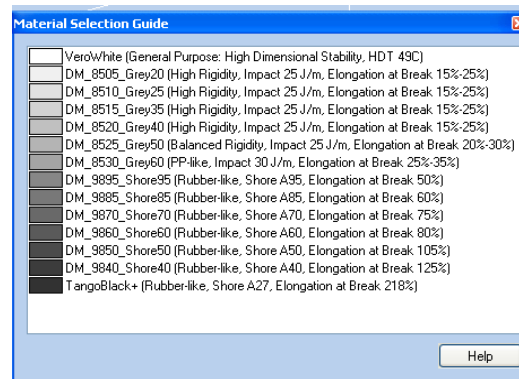 Material Selection Guide
VeroWhite (General Purpose: High Dimensional Stability, HDT 49C)
DM_8505_Grey20 (High Rigidity, Impact 25 J/m, Elongation at Break 15%-25%)
DM_8510_Grey25 (High Rigidity, Impact 25 J/m, Elongation at Break 15%-25%)
DM_8515_Grey35 (High Rigidity, Impact 25 J/m, Elongation at Break 15%-25%)
DM_8520_Grey40 (High Rigidity, Impact 25 J/m, Elongation at Break 15%-25%)
DM_8525_Grey50 (Balanced Rigidity, Impact 25 J/m, Elongation at Break 20%-30%)
DM_8530_Grey60 (PP-like, Impact 30 J/m, Elongation at Break 25%-35%)
DM_9895_Shore95 (Rubber-like, Shore A95, Elongation at Break 50%)
DM_9885_Shore85 (Rubber-like, Shore A85, Elongation at Break 60%)
DM_9870_Shore70 (Rubber-like, Shore A70, Elongation at Break 75%)
DM_9860_Shore60 (Rubber-like, Shore A60, Elongation at Break 80%)
DM_9850_Shore50 (Rubber-like, Shore A50, Elongation at Break 105%)
DM_9840_Shore40 (Rubber-like, Shore A40, Elongation at Break 125%)
TangoBlack+ (Rubber-like, Shore A27, Elongation at Break 218%)
Help